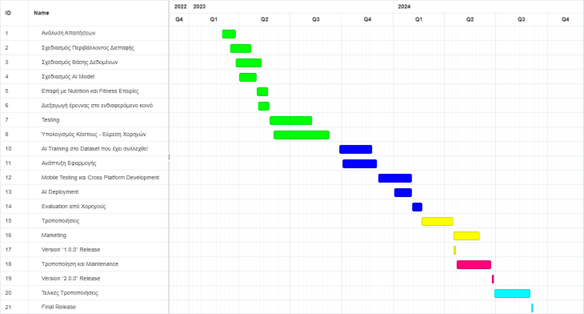 2022 2023 2024
ID Name Q4 Q1 Q2 Q3 Q4 Q1 Q2 Q3 Q4
1 Ανάλυση Απαιτήσεων
2 Σχεδιασμός Περιβάλλοντος Διεπαφής
3 Σχεδιασμός Βάσης Δεδομένων
4 Σχεδιασμός AI Model
5 Επαφή με Nutrition και Fitness Εταιρίες
6 Διεξαγωγή έρευνας στο ενδιαφερόμενο κοινό
7 Testing
8 Υπολογισμός Κόστους - Εύρεση Χορηγών
10 AI Training στο Dataset που έχει συλλεχθεί
11 Ανάπτυξη Εφαρμογής
12 Mobile Testing και Cross Platform Development
13 AI Deployment
14 Evaluation από Χορηγούς
15 Τροποποιήσεις
16 Marketing
17 Version "1.0.0" Release
18 Τροποποίηση και Maintenance
19 Version "2.0.0" Release
20 Τελικές Τροποποιήσεις
21 Final Release